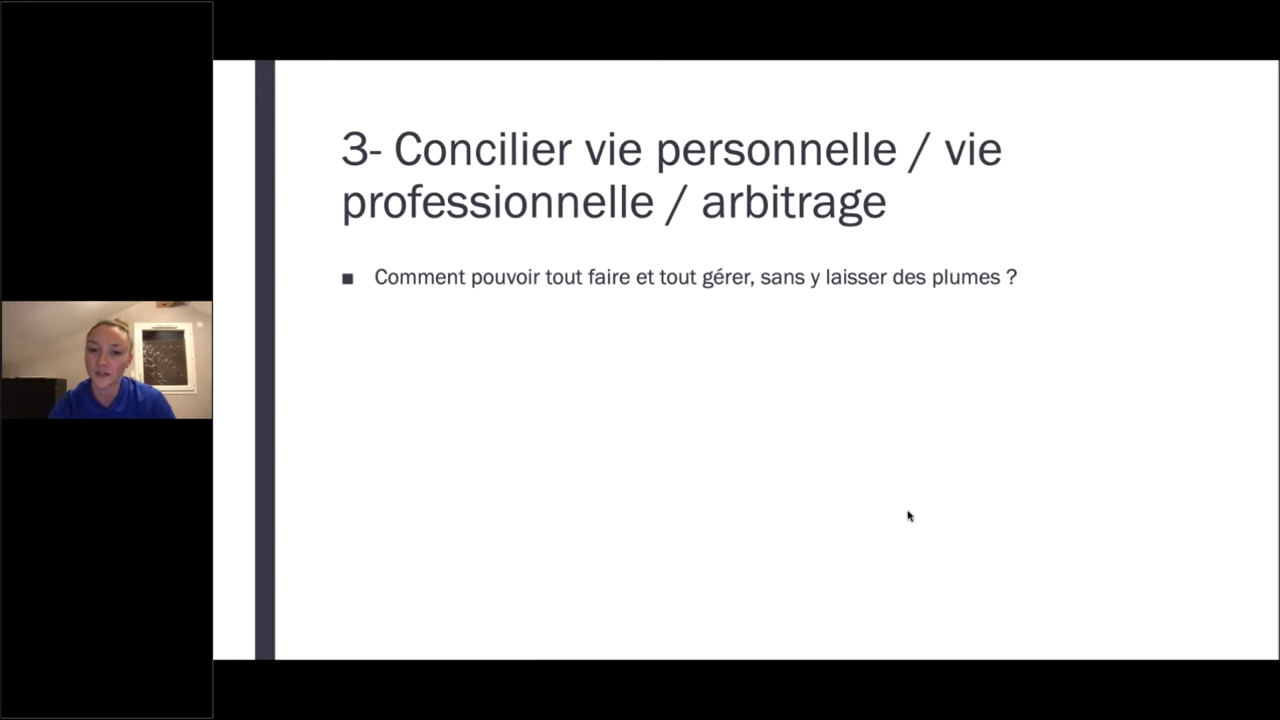 3- Concilier vie personnelle / vie
professionnelle / arbitrage
■ Comment pouvoir tout faire et tout gérer, sans y laisser des plumes ?